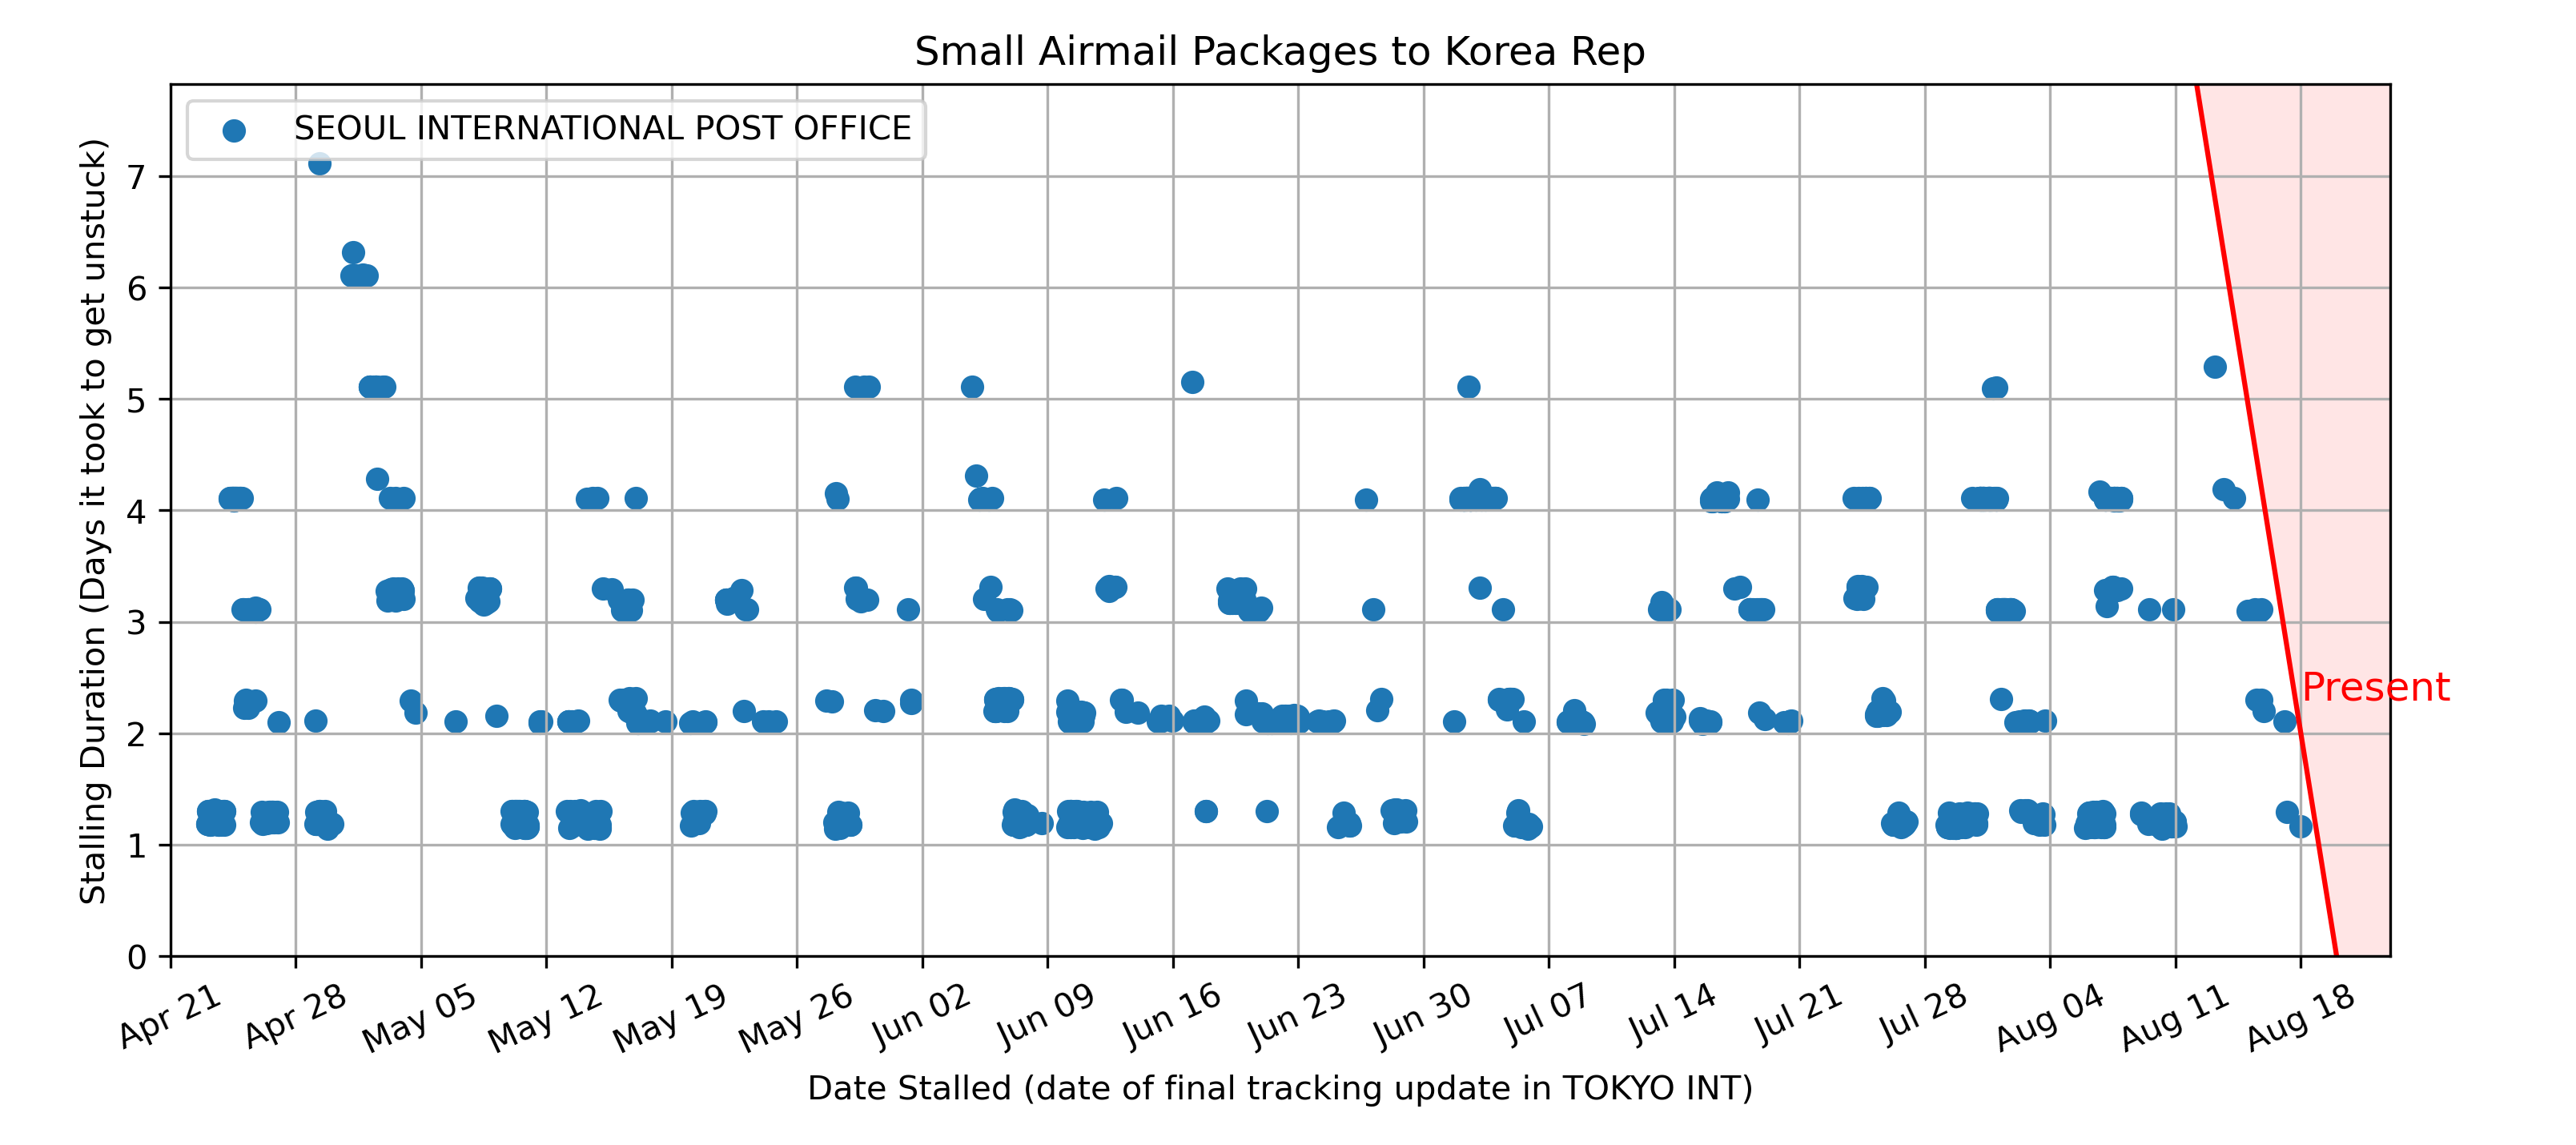 Small Airmail Packages to Korea Rep
SEOUL INTERNATIONAL POST OFFICE
Stalling Duration (Days it took to get unstuck)
7
6
5
4
3
2
1
0
Present
Apr 21
Apr 28
May 05
May 12
May 19
May 26
Jun 02
Jun 09
Jun 16
Jun 23
Jun 30
Jul 07
Jul 14
Jul 21
Jul 28
Aug 04
Aug 11
Aug 18
Date Stalled (date of final tracking update in TOKYO INT)